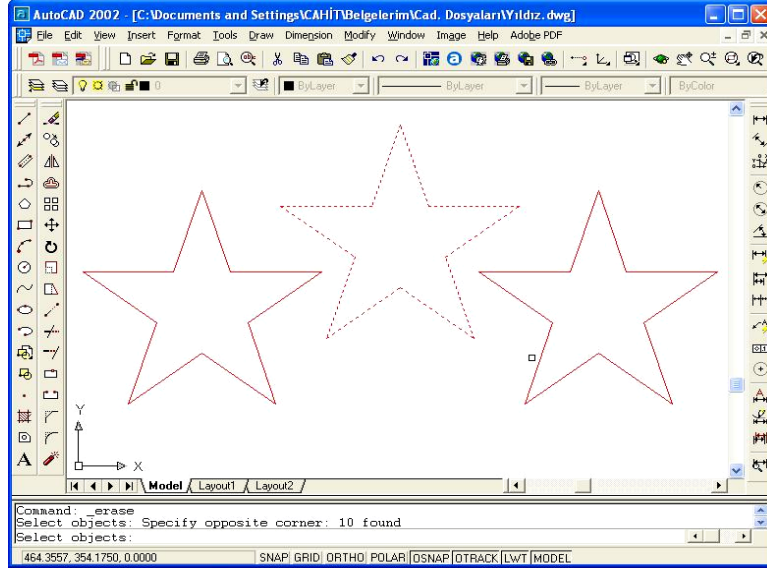 AutoCAD 2002 - [C:\Documents and Settings\CAHİT\Belgelerim\Cad. Dosyaları\Yıldız.dwg]
File Edit View Insert Format Tools Draw Dimension Modify Window Image Help Adobe PDF
0 ByLayer ByLayer ByLayer ByColor
Y
X
Model Layout1 Layout2
Command: _erase
Select objects: Specify opposite corner: 10 found
Select objects:
464.3557, 354.1750, 0.0000 SNAP GRID ORTHO POLAR OSNAP OTRACK LWT MODEL